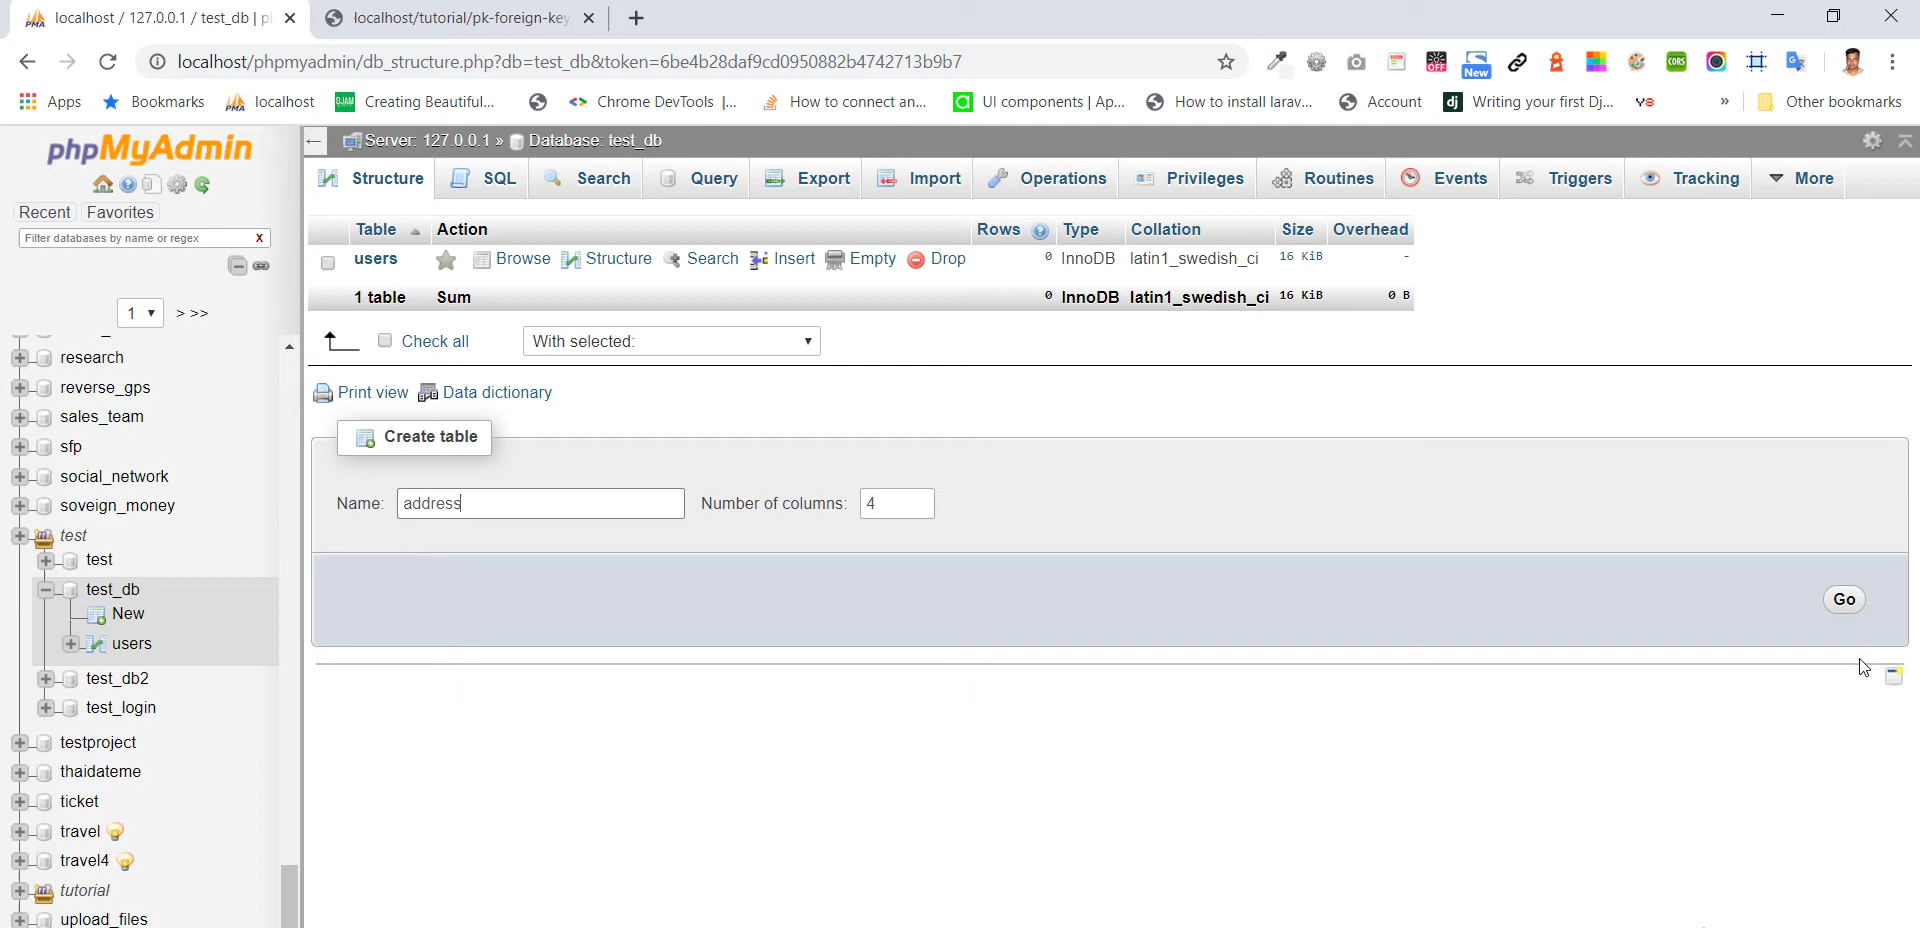 localhost / 127.0.0.1 / test_db | p
localhost/tutorial/pk-foreign-key
localhost/phpmyadmin/db_structure.php?db=test_db&token=6be4b28daf9cd0950882b4742713b9b7
OFF
New
CORS
Apps
Bookmarks
localhost
DJAM
Creating Beautiful...
Chrome DevTools |...
How to connect an...
UI components | Ap...
How to install larav...
Account
dj
Writing your first Dj...
»
Other bookmarks
phpMyAdmin
Recent
Favorites
Filter databases by name or regex
X
1
> >>
research
reverse_gps
sales_team
sfp
social_network
soveign_money
test
test
test_db
New
users
test_db2
test_login
testproject
thaidateme
ticket
travel
travel4
tutorial
upload_files
Server: 127.0.0.1 » Database: test_db
Structure SQL Search Query Export Import Operations Privileges Routines Events Triggers Tracking More
Table Action Rows Type Collation Size Overhead
users Browse Structure Search Insert Empty Drop 0 InnoDB latin1_swedish_ci 16 KiB -
1 table Sum 0 InnoDB latin1_swedish_ci 16 KiB 0 B
Check all With selected:
Print view Data dictionary
Create table
Name: address Number of columns: 4
Go